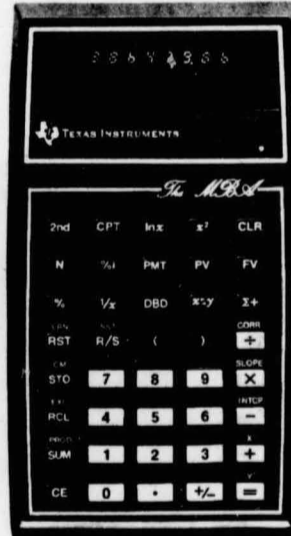 TEXAS INSTRUMENTS
The MBA
2nd CPT lnx x² CLR
N %i PMT PV FV
% 1/x DBD x:y Σ+
CORR
RST R/S ( ) ÷
SLOPE
STO 7 8 9 ×
INTCP
RCL 4 5 6 −
PROD
SUM 1 2 3 +
CE 0 . +/− =